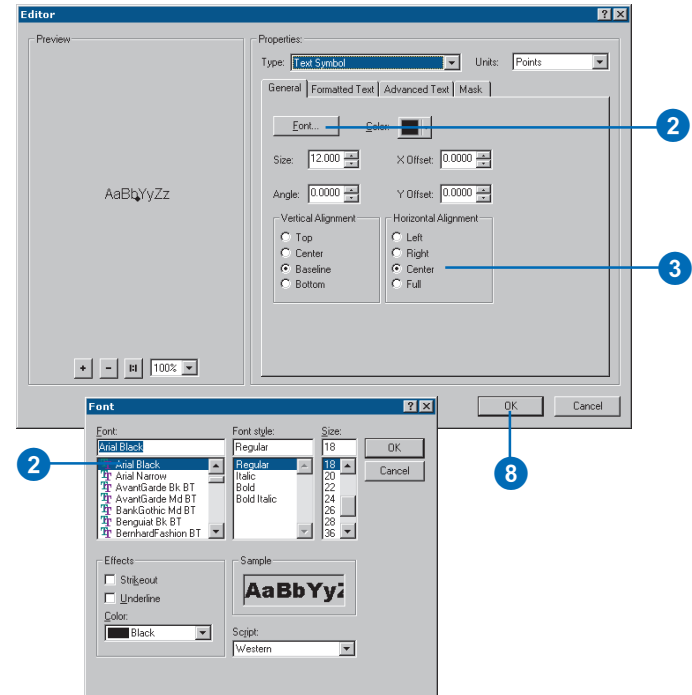 Editor
Preview
AaBbYyZz
100%
Properties:
Type: Text Symbol Units: Points
General Formatted Text Advanced Text Mask
Font... Color:
2
Size: 12.000 X Offset: 0.0000
Angle: 0.0000 Y Offset: 0.0000
Vertical Alignment
Top
Center
Baseline
Bottom
Horizontal Alignment
Left
Right
Center
Full
3
OK Cancel
8
Font
Font: Font style: Size:
Arial Black Regular 18
OK
Cancel
2
Arial Black
Arial Narrow
AvantGarde Bk BT
AvantGarde Md BT
BankGothic Md BT
Benguiat Bk BT
BernhardFashion BT
Regular
Italic
Bold
Bold Italic
18
20
22
24
26
28
36
Effects
Strikeout
Underline
Color:
Black
Sample
AaBbYyZ
Script:
Western